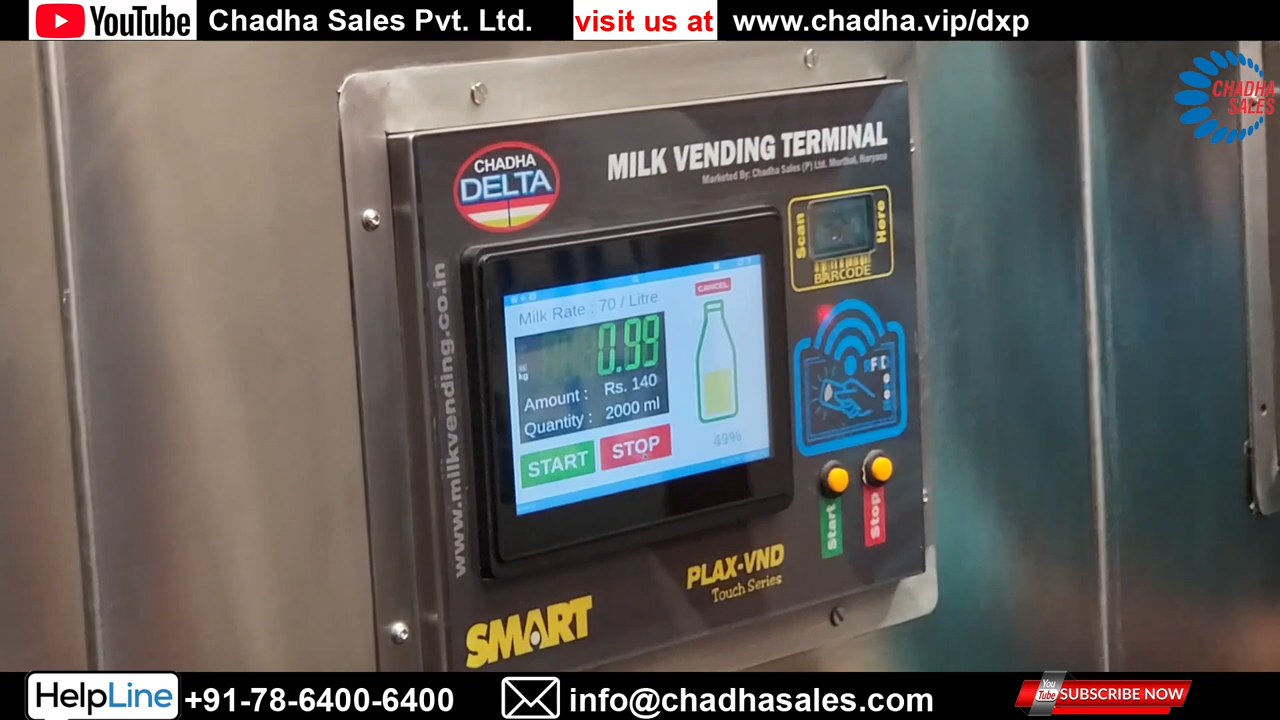 YouTube Chadha Sales Pvt. Ltd. visit us at www.chadha.vip/dxp
CHADHA
SALES
CHADHA
DELTA
MILK VENDING TERMINAL
Marketed By: Chadha Sales (P) Ltd. Murthal, Haryana
Scan
Here
BARCODE
www.milkvending.co.in
Milk Rate : 70 / Litre
CANCEL
0.99
kg
Amount : Rs. 140
Quantity : 2000 ml
START
STOP
RFID
Start
Stop
PLAX-VND
Touch Series
SMART
HelpLine +91-78-6400-6400 info@chadhasales.com
You
Tube
SUBSCRIBE NOW